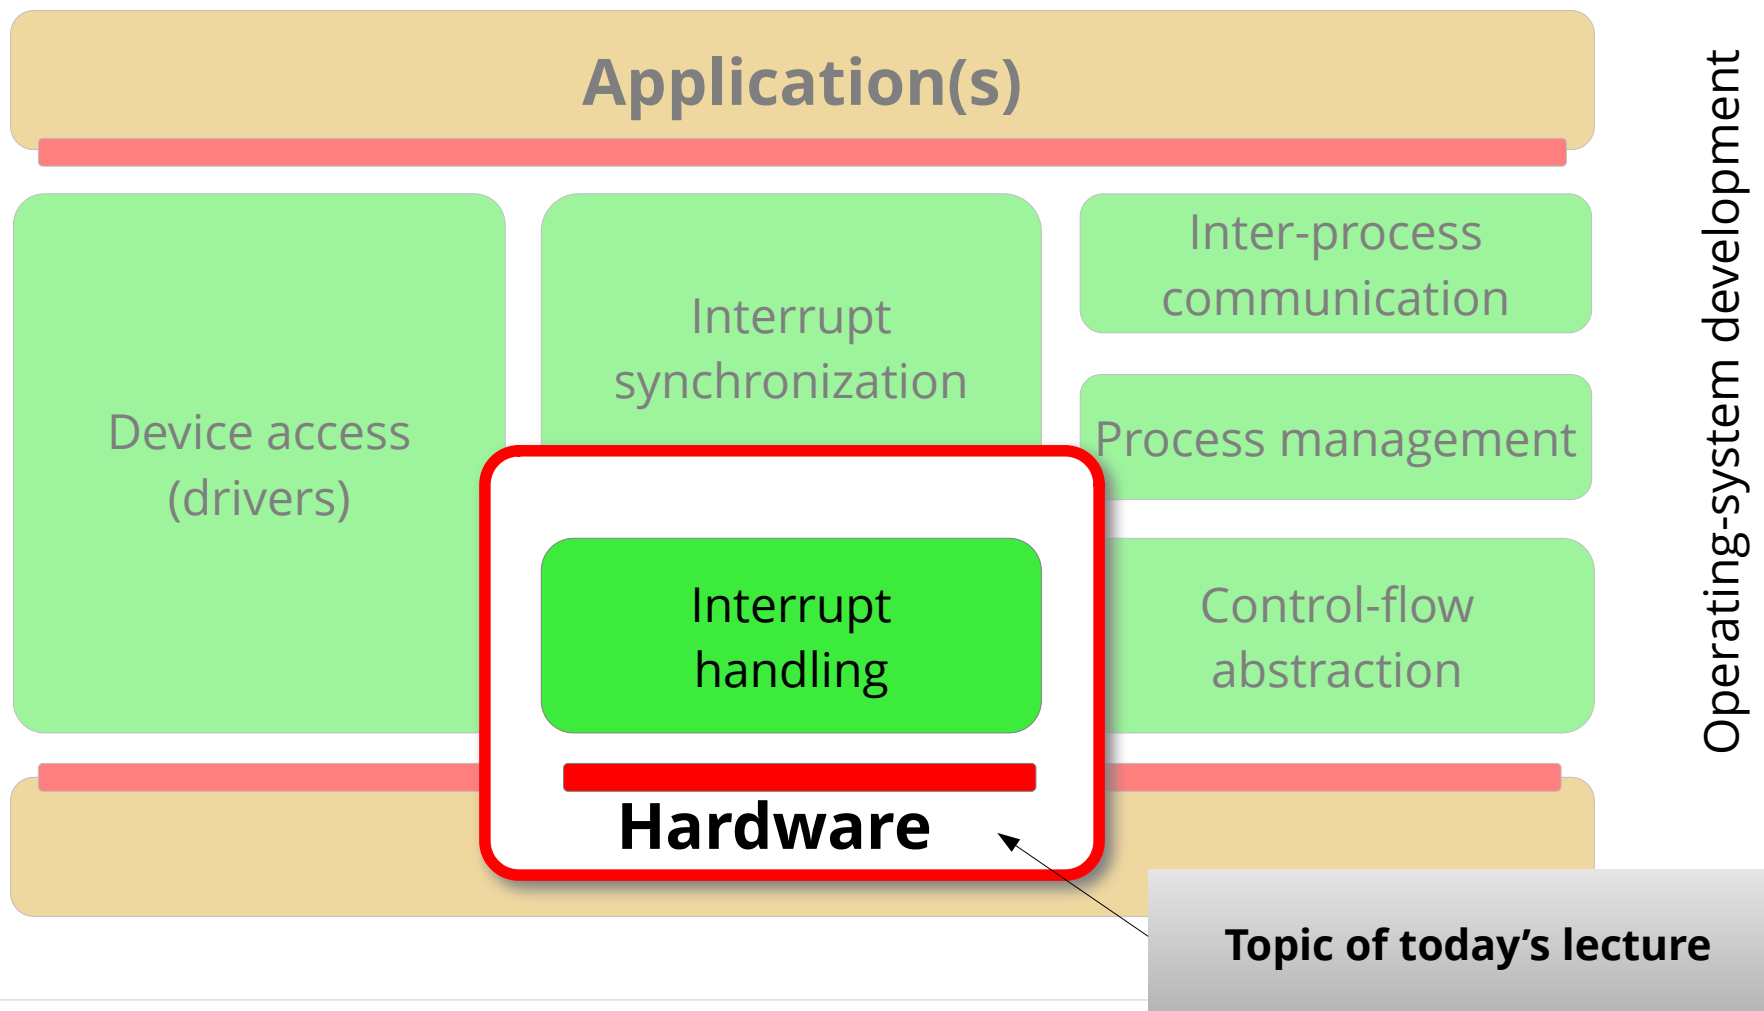 Application(s)
Device access
(drivers)
Interrupt
synchronization
Inter-process
communication
Process management
Interrupt
handling
Control-flow
abstraction
Hardware
Topic of today’s lecture
Operating-system development